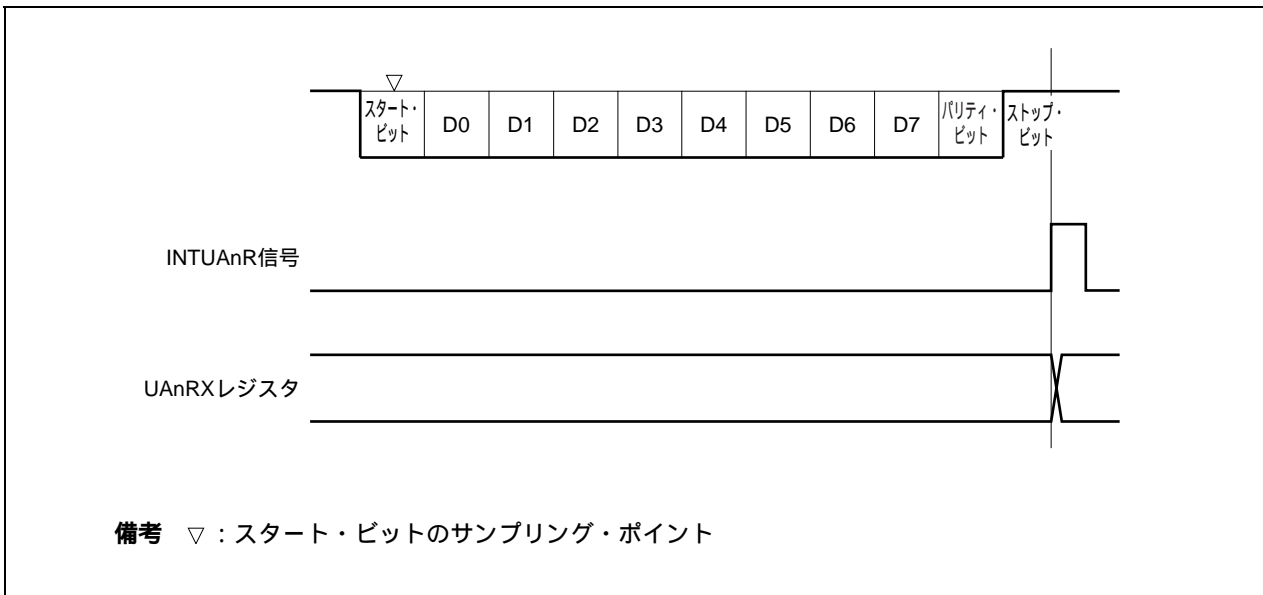 スタート・
ビット
D0
D1
D2
D3
D4
D5
D6
D7
パリティ・
ビット
ストップ・
ビット
INTUAnR信号
UAnRXレジスタ
備考 ▽：スタート・ビットのサンプリング・ポイント